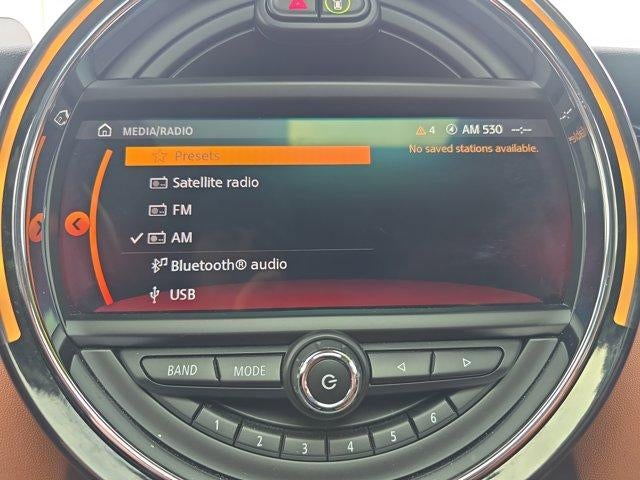 MEDIA/RADIO
4 AM 530 --:--
Presets
No saved stations available.
Satellite radio
FM
AM
Bluetooth® audio
USB
BAND
MODE
1
2
3
4
5
6